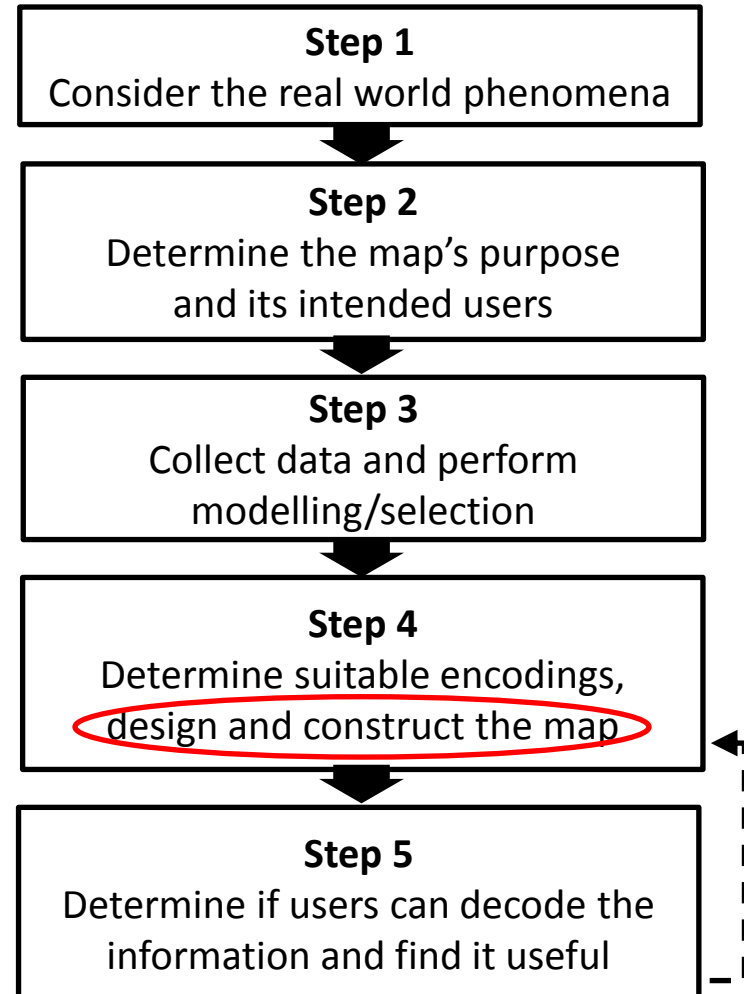 Step 1
Consider the real world phenomena
Step 2
Determine the map's purpose
and its intended users
Step 3
Collect data and perform
modelling/selection
Step 4
Determine suitable encodings,
design and construct the map
Step 5
Determine if users can decode the
information and find it useful